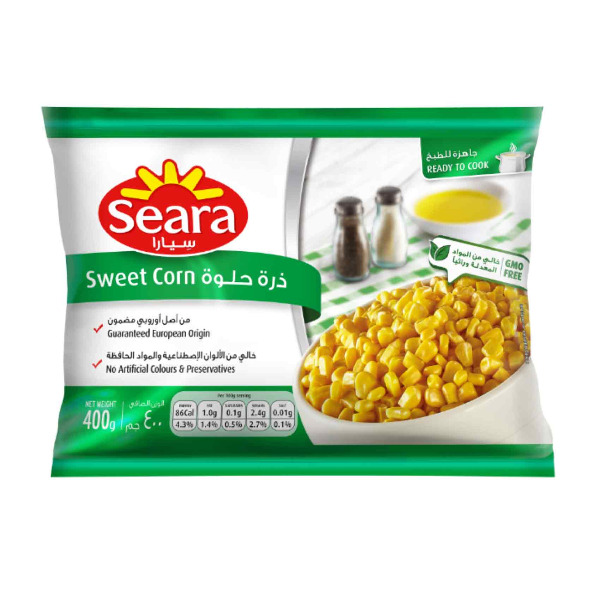 جاهزة للطبخ
READY TO COOK
Seara
سيارا
خالي من المواد
المعدلة وراثياً
GMO
FREE
Sweet Corn ذرة حلوة
من أصل أوروبي مضمون
Guaranteed European Origin
خالي من الألوان الإصطناعية والمواد الحافظة
No Artificial Colours & Preservatives
NET WEIGHT الوزن الصافي
400g ٤٠٠ جم
Per 100g serving
86Cal 1.0g 0.1g 2.4g 0.01g
4.3% 1.4% 0.5% 2.7% 0.1%